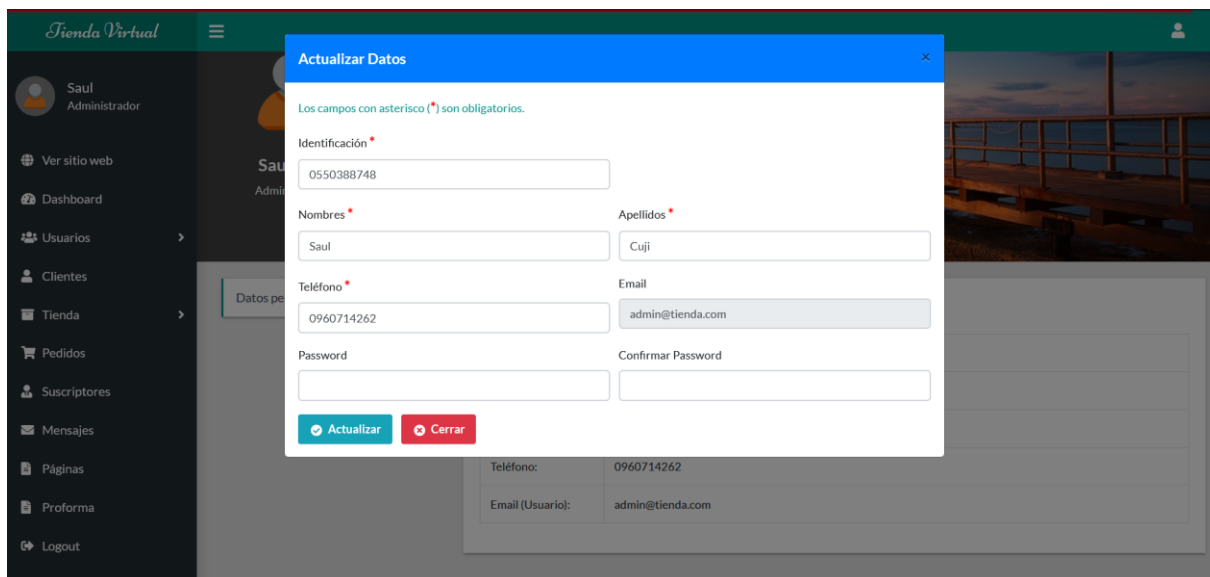 Tienda Virtual
Saul
Administrador
Ver sitio web
Dashboard
Usuarios
Clientes
Tienda
Pedidos
Suscriptores
Mensajes
Páginas
Proforma
Logout
Actualizar Datos ×
Los campos con asterisco (*) son obligatorios.
Identificación *
0550388748
Nombres * Apellidos *
Saul Cuji
Teléfono * Email
0960714262 admin@tienda.com
Password Confirmar Password
Actualizar Cerrar
Teléfono: 0960714262
Email (Usuario): admin@tienda.com